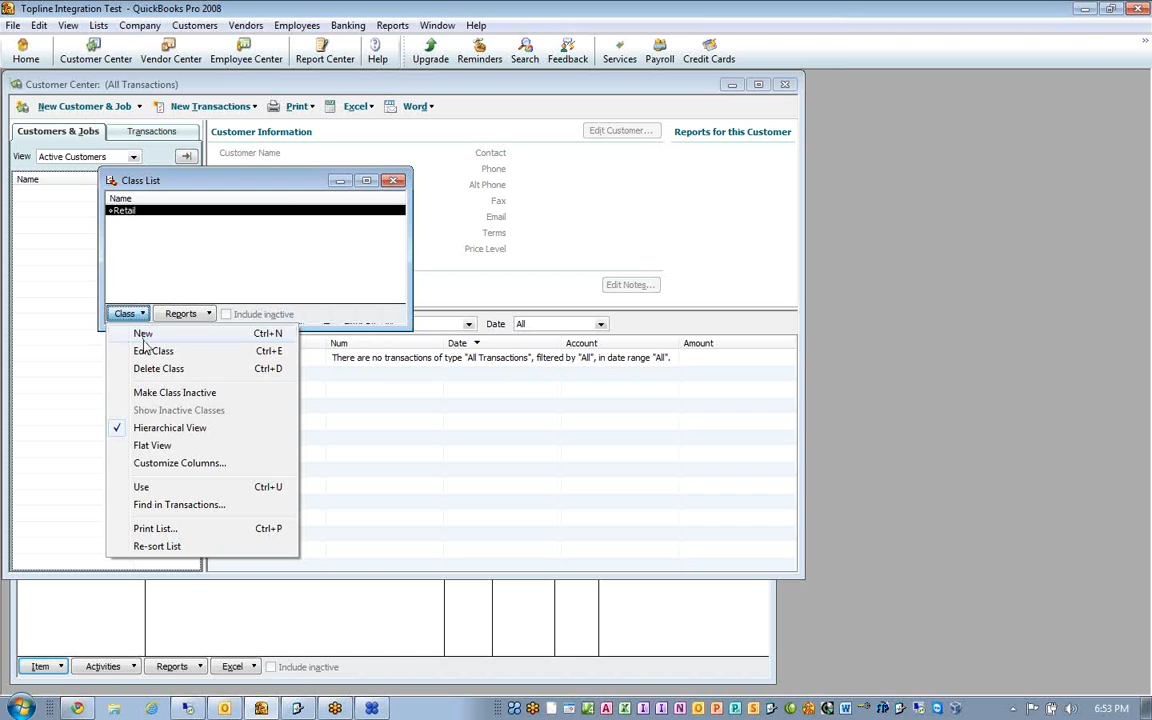 Topline Integration Test - QuickBooks Pro 2008
File Edit View Lists Company Customers Vendors Employees Banking Reports Window Help
Home Customer Center Vendor Center Employee Center Report Center Help Upgrade Reminders Search Feedback Services Payroll Credit Cards
Customer Center: (All Transactions)
New Customer & Job New Transactions Print Excel Word
Customers & Jobs Transactions Customer Information Edit Customer... Reports for this Customer
View Active Customers
Customer Name Contact
Phone
Name
Class List
Alt Phone
Name
Fax
Retail
Email
Terms
Price Level
Edit Notes...
Class Reports Include inactive
Date All
New Ctrl+N
Num Date Account Amount
Edit Class Ctrl+E
There are no transactions of type "All Transactions", filtered by "All", in date range "All".
Delete Class Ctrl+D
Make Class Inactive
Show Inactive Classes
Hierarchical View
Flat View
Customize Columns...
Use Ctrl+U
Find in Transactions...
Print List... Ctrl+P
Re-sort List
Item Activities Reports Excel Include inactive
6:53 PM